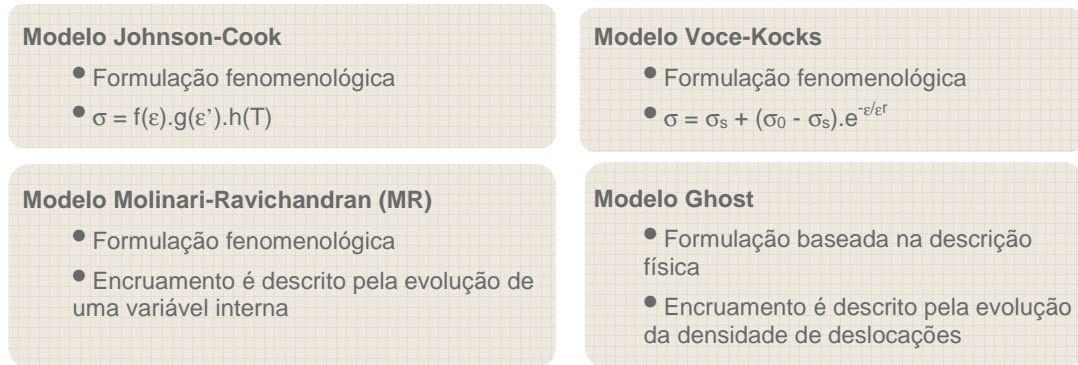 Modelo Johnson-Cook
• Formulação fenomenológica
• σ = f(ε).g(ε’).h(T)
Modelo Voce-Kocks
• Formulação fenomenológica
• σ = σs + (σ0 - σs).e-ε/εr
Modelo Molinari-Ravichandran (MR)
• Formulação fenomenológica
• Encruamento é descrito pela evolução de
uma variável interna
Modelo Ghost
• Formulação baseada na descrição
física
• Encruamento é descrito pela evolução
da densidade de deslocações